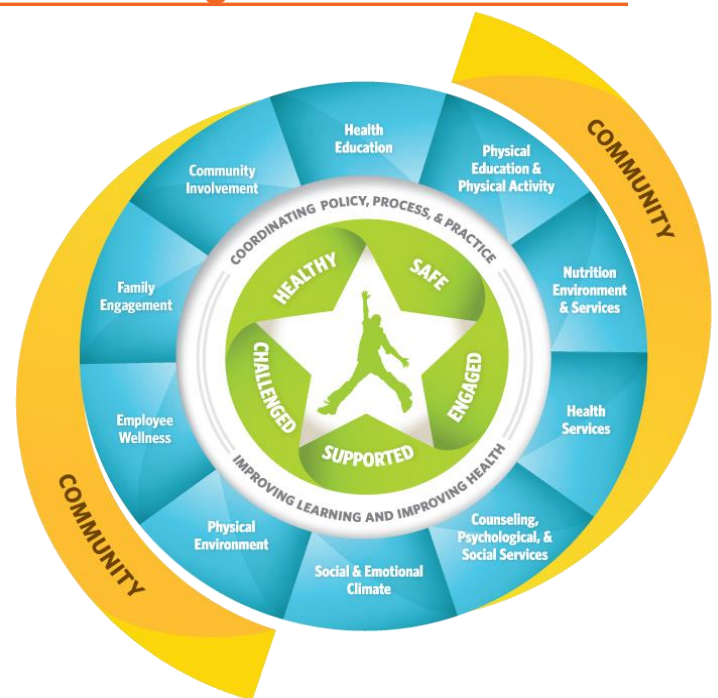 COMMUNITY
Health
Education
Physical
Education &
Physical Activity
Nutrition
Environment
& Services
Health
Services
Counseling,
Psychological, &
Social Services
Social & Emotional
Climate
Physical
Environment
Employee
Wellness
Family
Engagement
Community
Involvement
COORDINATING POLICY, PROCESS, & PRACTICE
IMPROVING LEARNING AND IMPROVING HEALTH
HEALTHY
SAFE
ENGAGED
SUPPORTED
CHALLENGED
COMMUNITY